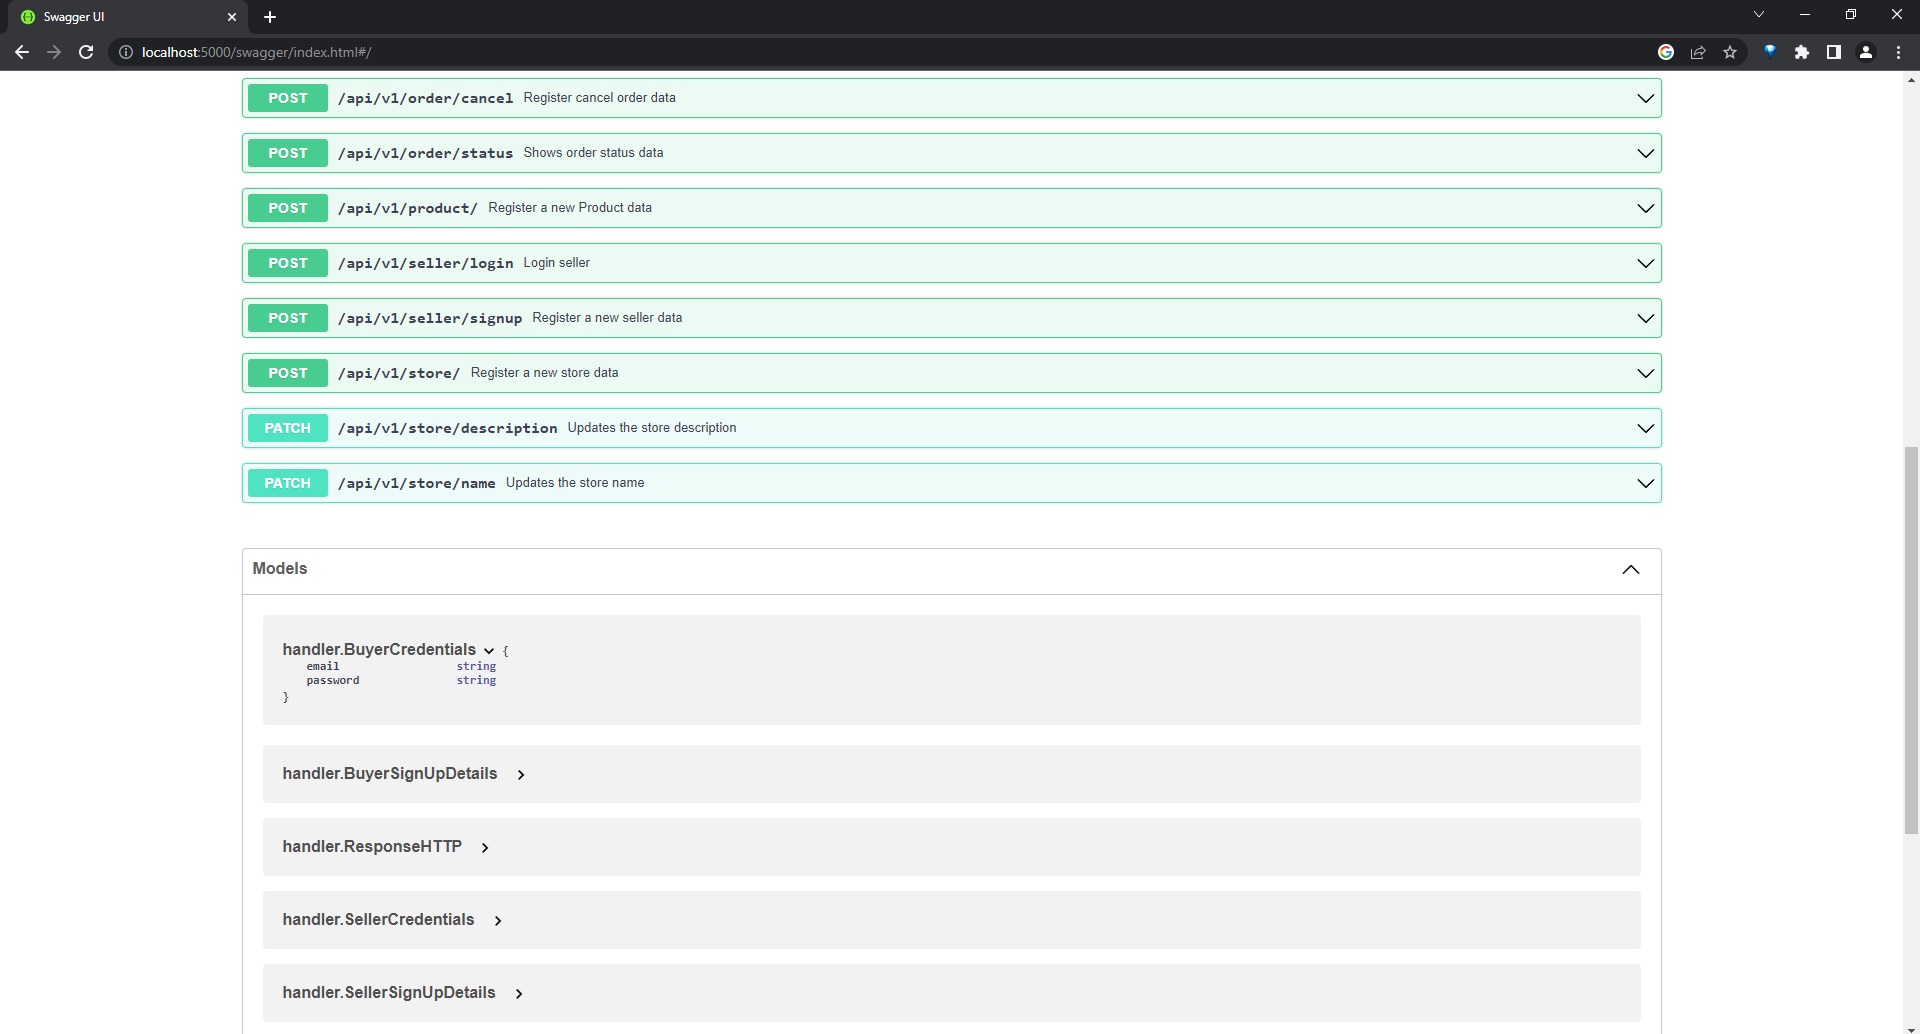 Swagger UI
localhost:5000/swagger/index.html#/
POST /api/v1/order/cancel Register cancel order data
POST /api/v1/order/status Shows order status data
POST /api/v1/product/ Register a new Product data
POST /api/v1/seller/login Login seller
POST /api/v1/seller/signup Register a new seller data
POST /api/v1/store/ Register a new store data
PATCH /api/v1/store/description Updates the store description
PATCH /api/v1/store/name Updates the store name
Models
handler.BuyerCredentials {
email string
password string
}
handler.BuyerSignUpDetails
handler.ResponseHTTP
handler.SellerCredentials
handler.SellerSignUpDetails